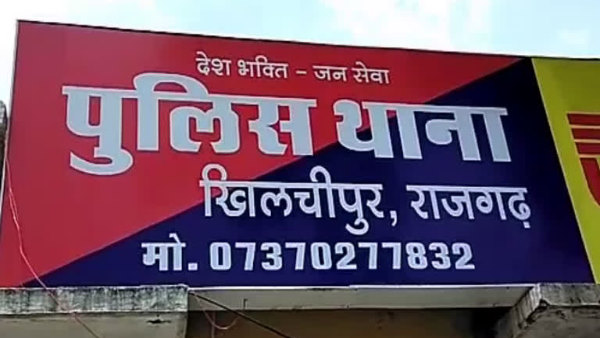 देश भक्ति - जन सेवा
पुलिस थाना
खिलचीपुर, राजगढ़
मो. 07370277832